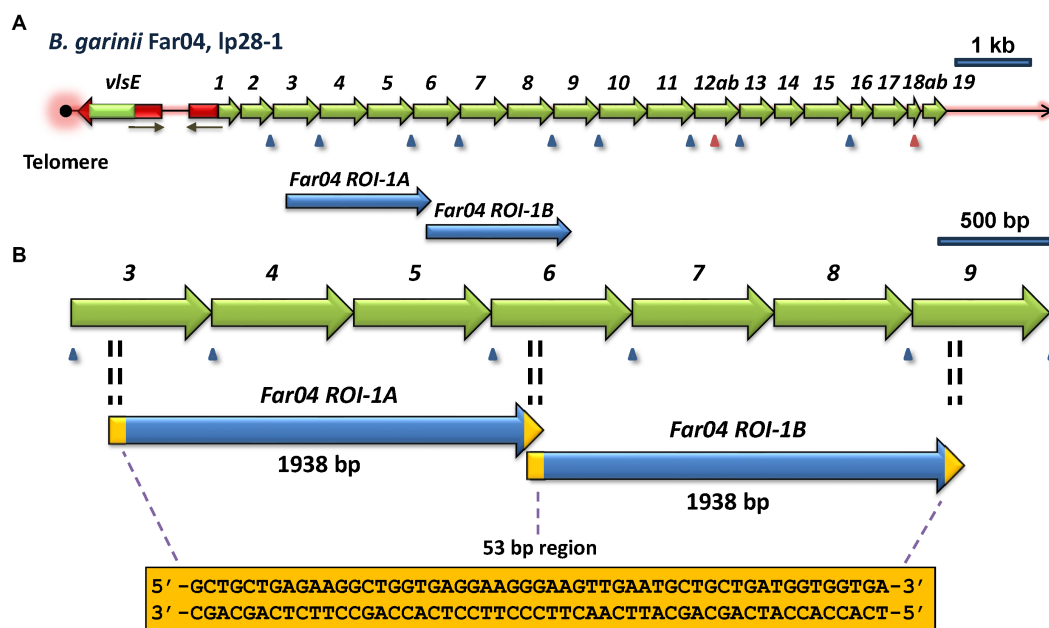 A
B. garinii Far04, lp28-1
1 kb
vlsE 1 2 3 4 5 6 7 8 9 10 11 12ab 13 14 15 16 17 18ab 19
Telomere
Far04 ROI-1A
Far04 ROI-1B
500 bp
B
3 4 5 6 7 8 9
Far04 ROI-1A
Far04 ROI-1B
1938 bp
1938 bp
53 bp region
5′-GCTGCTGAGAAGGCTGGTGAGGAAGGGAAGTTGAATGCTGCTGATGGTGGTGA-3′
3′-CGACGACTCTTCCGACCACTCCTTCCCTTCAACTTACGACGACTACCACCACT-5′